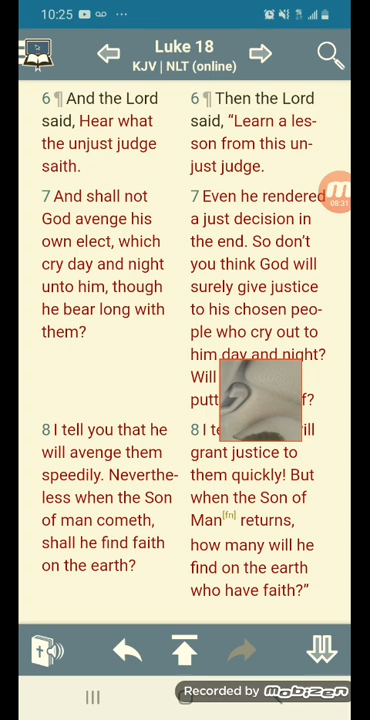 10:25
Luke 18
KJV | NLT (online)
6 ¶ And the Lord
said, Hear what
the unjust judge
saith.
7 And shall not
God avenge his
own elect, which
cry day and night
unto him, though
he bear long with
them?
8 I tell you that he
will avenge them
speedily. Neverthe-
less when the Son
of man cometh,
shall he find faith
on the earth?
6 ¶ Then the Lord
said, “Learn a les-
son from this un-
just judge.
7 Even he rendered
a just decision in
the end. So don’t
you think God will
surely give justice
to his chosen peo-
ple who cry out to
him day and night?
Will
putt f?
8 I te ill
grant justice to
them quickly! But
when the Son of
Man[fn] returns,
how many will he
find on the earth
who have faith?”
08:31
Recorded by mobizen